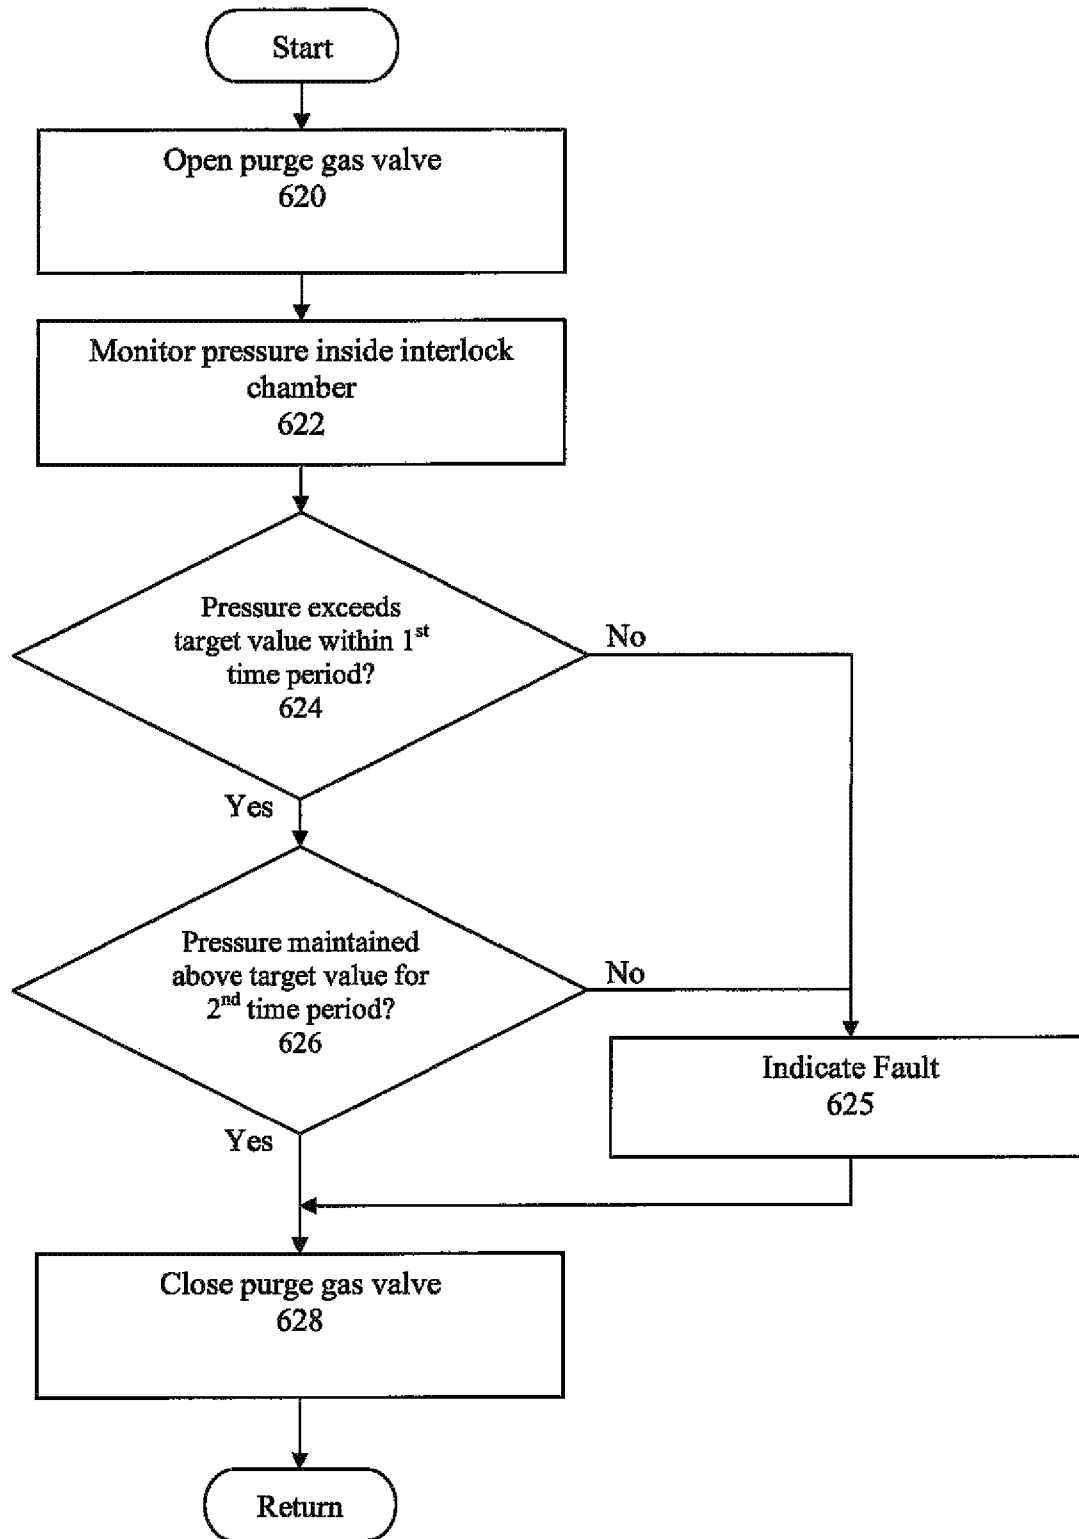 Start
Open purge gas valve
620
Monitor pressure inside interlock
chamber
622
Pressure exceeds
target value within 1st
time period?
624
No
Yes
Pressure maintained
above target value for
2nd time period?
626
No
Yes
Indicate Fault
625
Close purge gas valve
628
Return